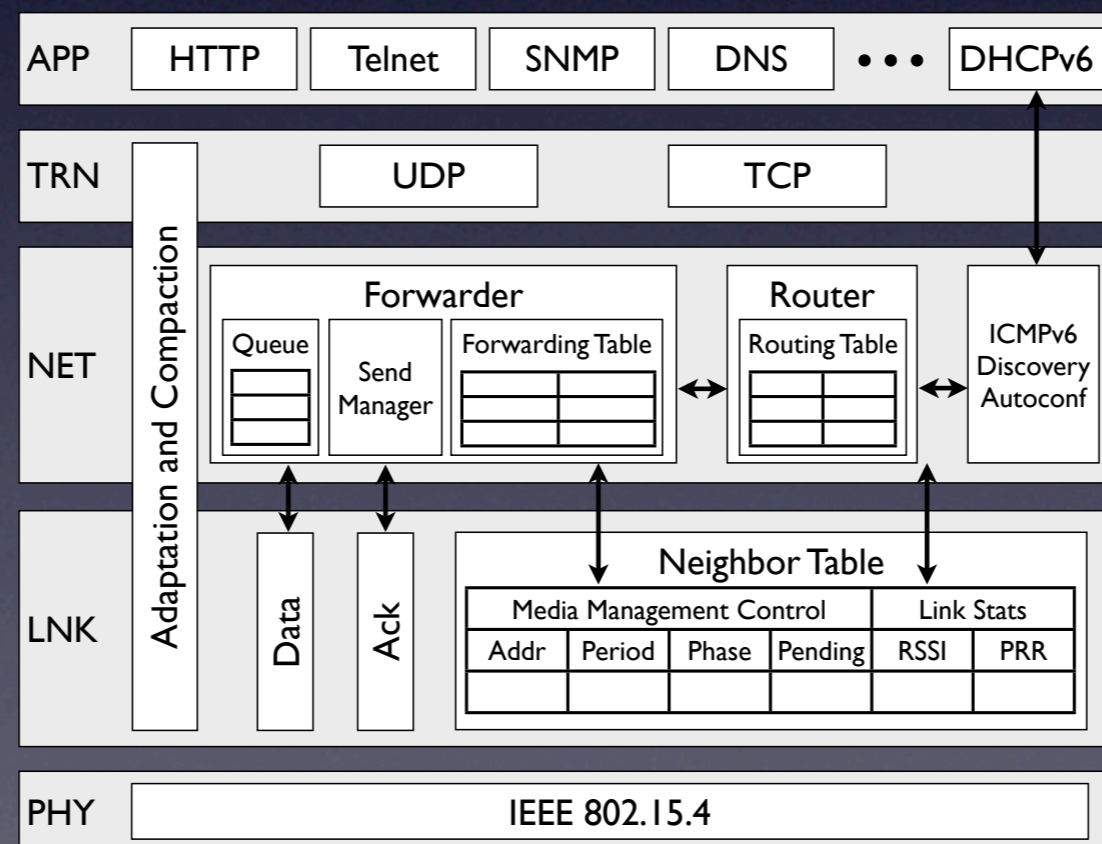 APP
HTTP
Telnet
SNMP
DNS
• • •
DHCPv6
TRN
UDP
TCP
Adaptation and Compaction
NET
Forwarder
Queue
Send
Manager
Forwarding Table
Router
Routing Table
ICMPv6
Discovery
Autoconf
LNK
Data
Ack
Neighbor Table
Media Management Control
Link Stats
Addr
Period
Phase
Pending
RSSI
PRR
PHY
IEEE 802.15.4